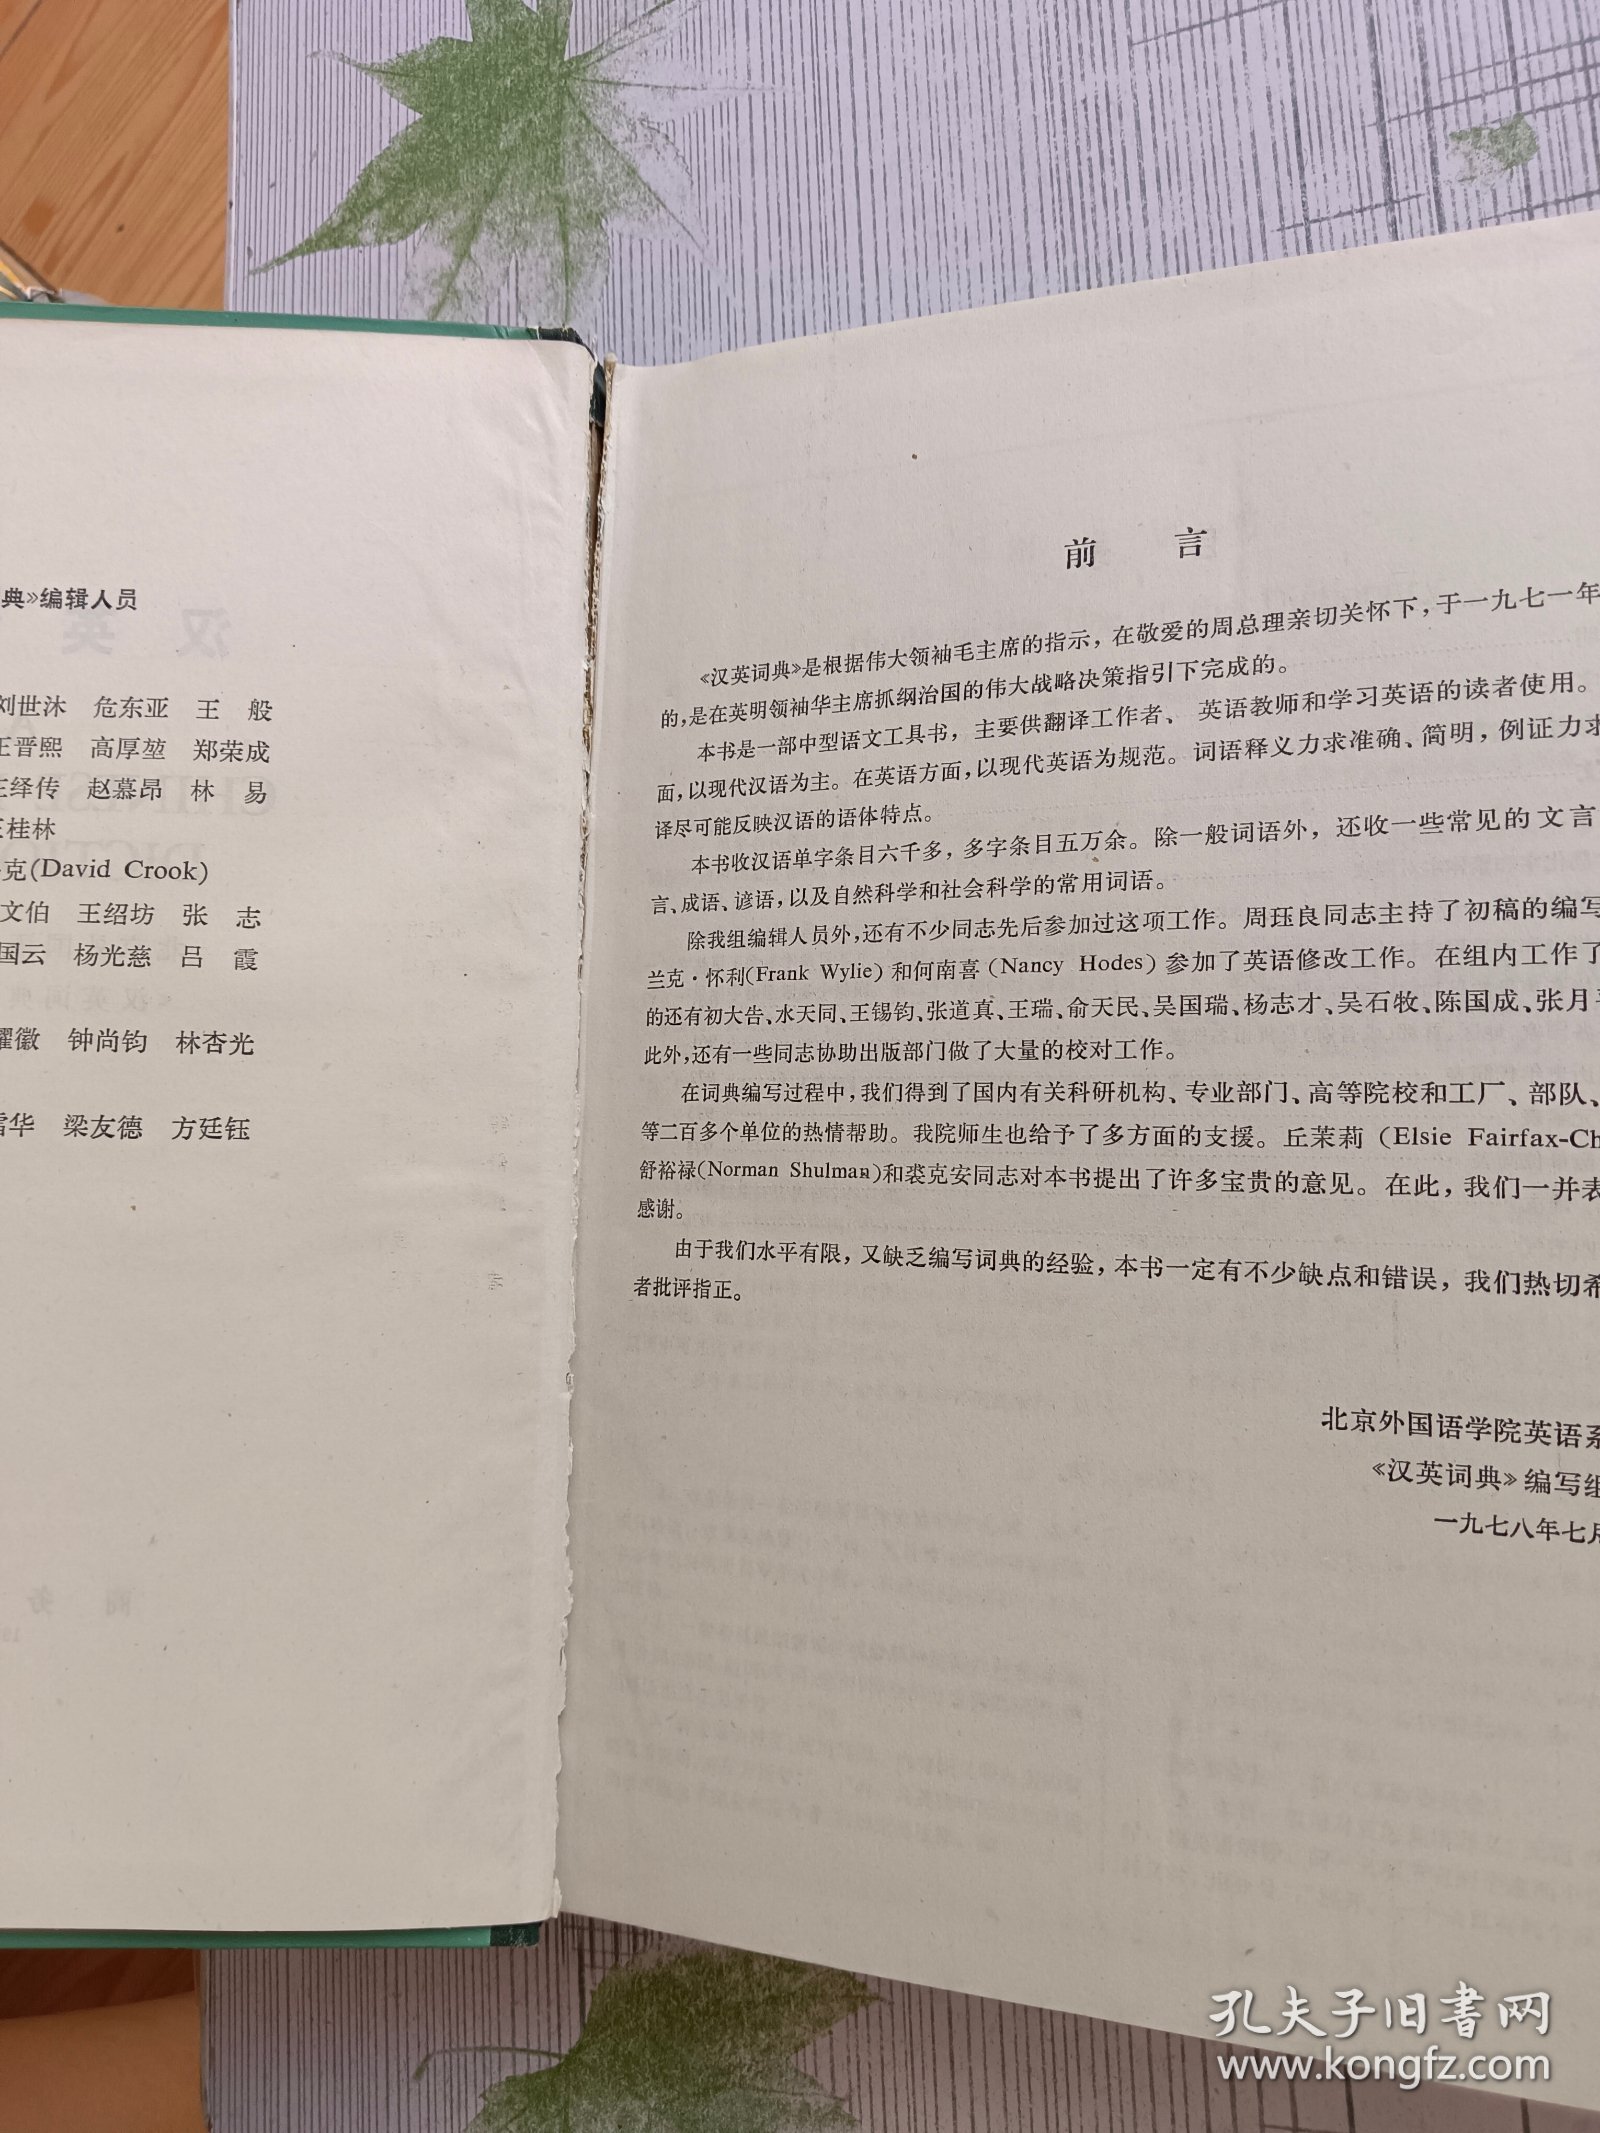 典》编辑人员
刘世沐 危东亚 王 般
王晋熙 高厚堃 郑荣成
庄绎传 赵慕昂 林 易
王桂林
克(David Crook)
文伯 王绍坊 张 志
国云 杨光慈 吕 霞
耀徽 钟尚钧 林杏光
雪华 梁友德 方廷钰
前 言
《汉英词典》是根据伟大领袖毛主席的指示，在敬爱的周总理亲切关怀下，于一九七一年
的，是在英明领袖华主席抓纲治国的伟大战略决策指引下完成的。
本书是一部中型语文工具书，主要供翻译工作者、英语教师和学习英语的读者使用。
面，以现代汉语为主。在英语方面，以现代英语为规范。词语释义力求准确、简明，例证力求
译尽可能反映汉语的语体特点。
本书收汉语单字条目六千多，多字条目五万余。除一般词语外，还收一些常见的文言
言、成语、谚语，以及自然科学和社会科学的常用词语。
除我组编辑人员外，还有不少同志先后参加过这项工作。周珏良同志主持了初稿的编写
兰克·怀利(Frank Wylie)和何南喜(Nancy Hodes)参加了英语修改工作。在组内工作了
的还有初大告、水天同、王锡钧、张道真、王瑞、俞天民、吴国瑞、杨志才、吴石牧、陈国成、张月
此外，还有一些同志协助出版部门做了大量的校对工作。
在词典编写过程中，我们得到了国内有关科研机构、专业部门、高等院校和工厂、部队、
等二百多个单位的热情帮助。我院师生也给予了多方面的支援。丘茉莉(Elsie Fairfax-Ch
舒裕禄(Norman Shulman)和裘克安同志对本书提出了许多宝贵的意见。在此，我们一并表
感谢。
由于我们水平有限，又缺乏编写词典的经验，本书一定有不少缺点和错误，我们热切希
者批评指正。
北京外国语学院英语系
《汉英词典》编写组
一九七八年七月
孔夫子旧书网
www.kongfz.com